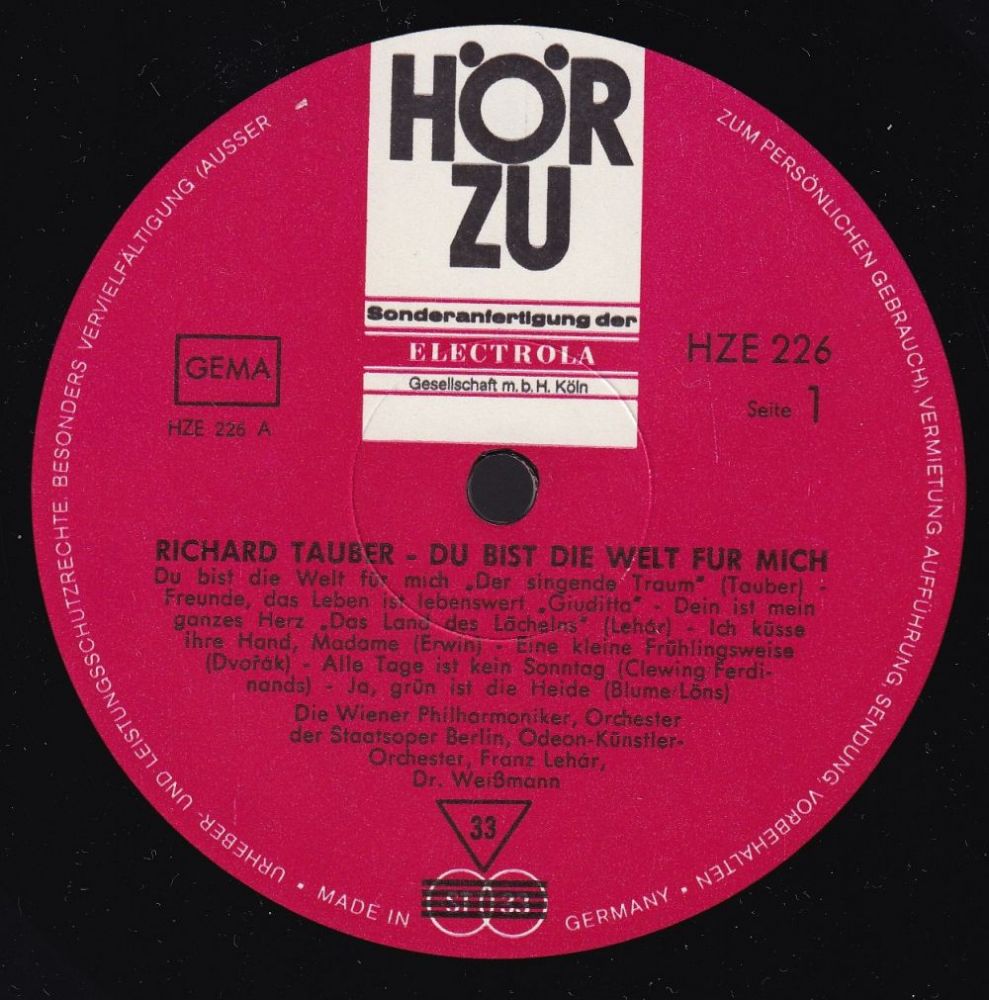 HÖR
ZU
Sonderanfertigung der
ELECTROLA
Gesellschaft m. b. H. Köln
GEMA
HZE 226 A
HZE 226
Seite 1
RICHARD TAUBER - DU BIST DIE WELT FUR MICH
Du bist die Welt für mich „Der singende Traum" (Tauber) -
Freunde, das Leben ist lebenswert „Giuditta" - Dein ist mein
ganzes Herz „Das Land des Lächelns" (Lehár) - Ich küsse
ihre Hand, Madame (Erwin) - Eine kleine Frühlingsweise
(Dvořák) - Alle Tage ist kein Sonntag (Clewing/Ferdi-
nands) - Ja, grün ist die Heide (Blume/Löns)
Die Wiener Philharmoniker, Orchester
der Staatsoper Berlin, Odeon-Künstler-
Orchester, Franz Lehár,
Dr. Weißmann
33
URHEBER- UND LEISTUNGSSCHUTZRECHTE, BESONDERS VERVIELFÄLTIGUNG (AUSSER
ZUM PERSÖNLICHEN GEBRAUCH), VERMIETUNG, AUFFÜHRUNG, SENDUNG, VORBEHALTEN •
• MADE IN GERMANY •